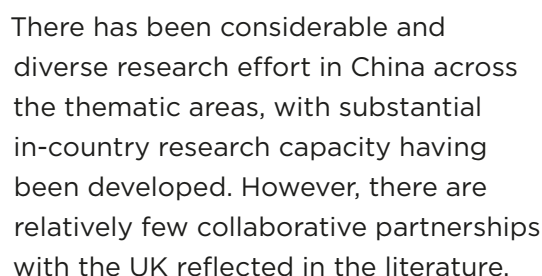 There has been considerable and
diverse research effort in China across
the thematic areas, with substantial
in-country research capacity having
been developed. However, there are
relatively few collaborative partnerships
with the UK reflected in the literature.